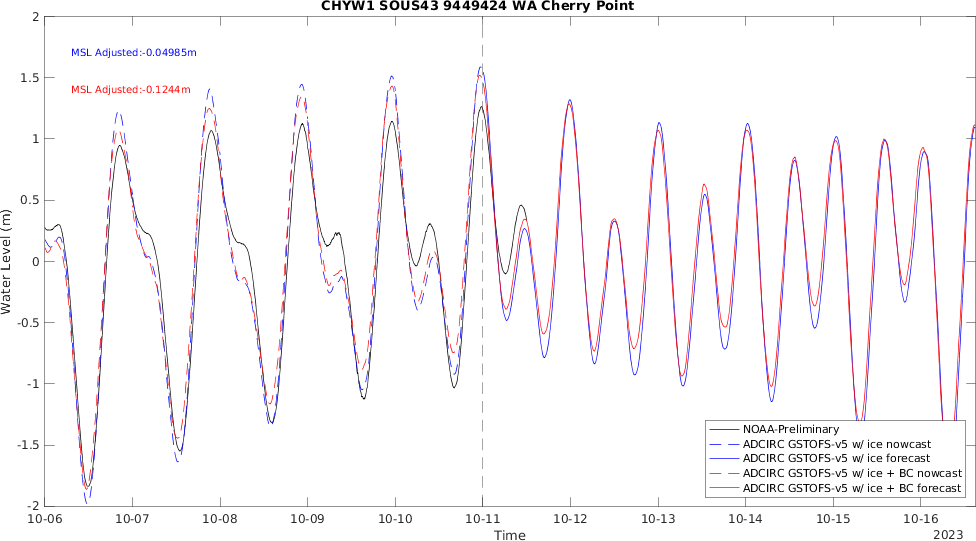 CHYW1 SOUS43 9449424 WA Cherry Point
MSL Adjusted:-0.04985m
MSL Adjusted:-0.1244m
Water Level (m)
2
1.5
1
0.5
0
-0.5
-1
-1.5
-2
NOAA-Preliminary
ADCIRC GSTOFS-v5 w/ ice nowcast
ADCIRC GSTOFS-v5 w/ ice forecast
ADCIRC GSTOFS-v5 w/ ice + BC nowcast
ADCIRC GSTOFS-v5 w/ ice + BC forecast
10-06 10-07 10-08 10-09 10-10 10-11 10-12 10-13 10-14 10-15 10-16
Time
2023